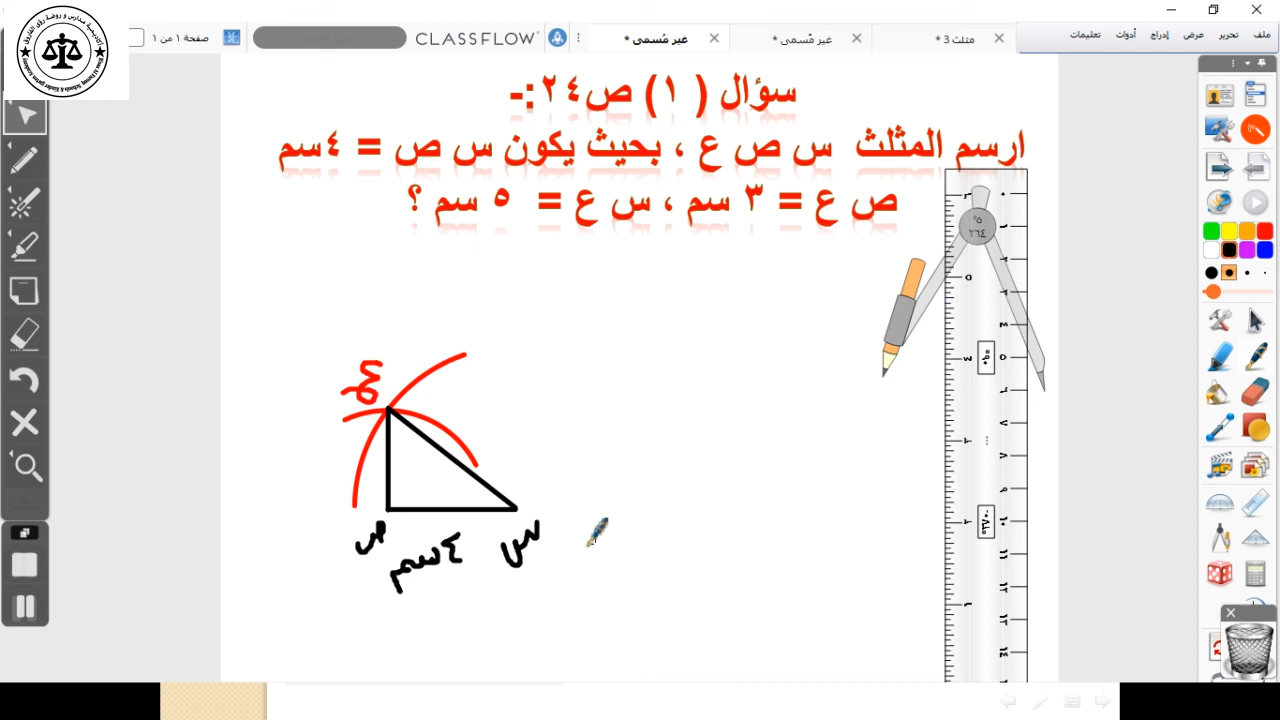 ملف تحرير عرض إدراج أدوات تعليمات
مثلث 3 *
غير مُسمى *
غير مُسمى *
CLASSFLOW
صفحة ١ من ١
سؤال ( ١ ) ص٢٤:-
ارسم المثلث س ص ع ، بحيث يكون س ص = ٤سم
ص ع = ٣ سم ، س ع = ٥ سم ؟
ع
ص
س
٤سم